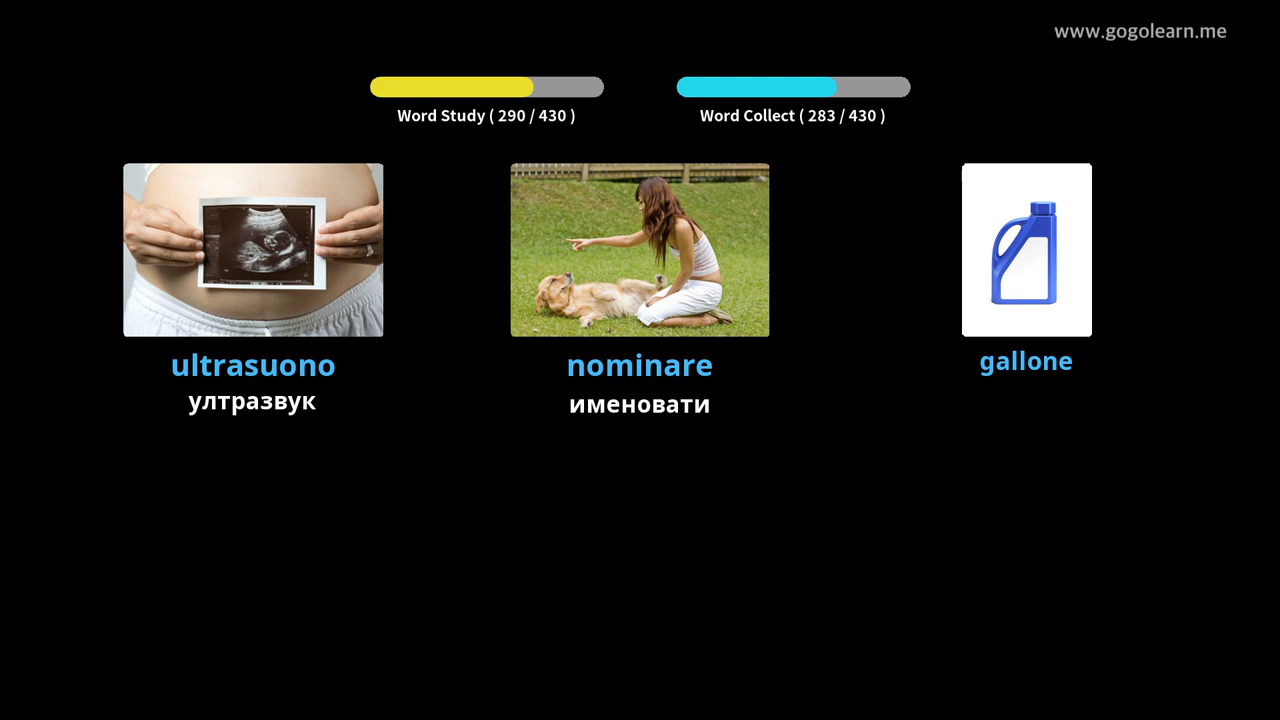 www.gogolearn.me
Word Study ( 290 / 430 )
Word Collect ( 283 / 430 )
ultrasuono
nominare
gallone
ултразвук
именовати